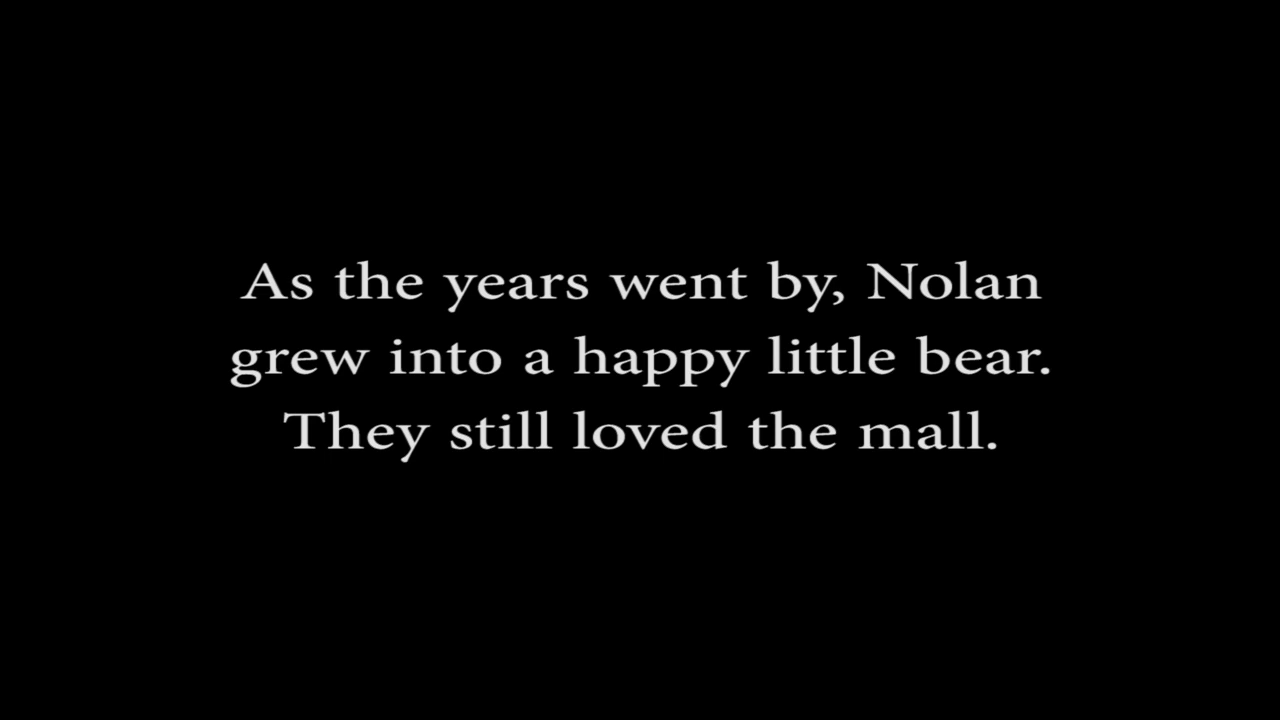 As the years went by, Nolan
grew into a happy little bear.
They still loved the mall.